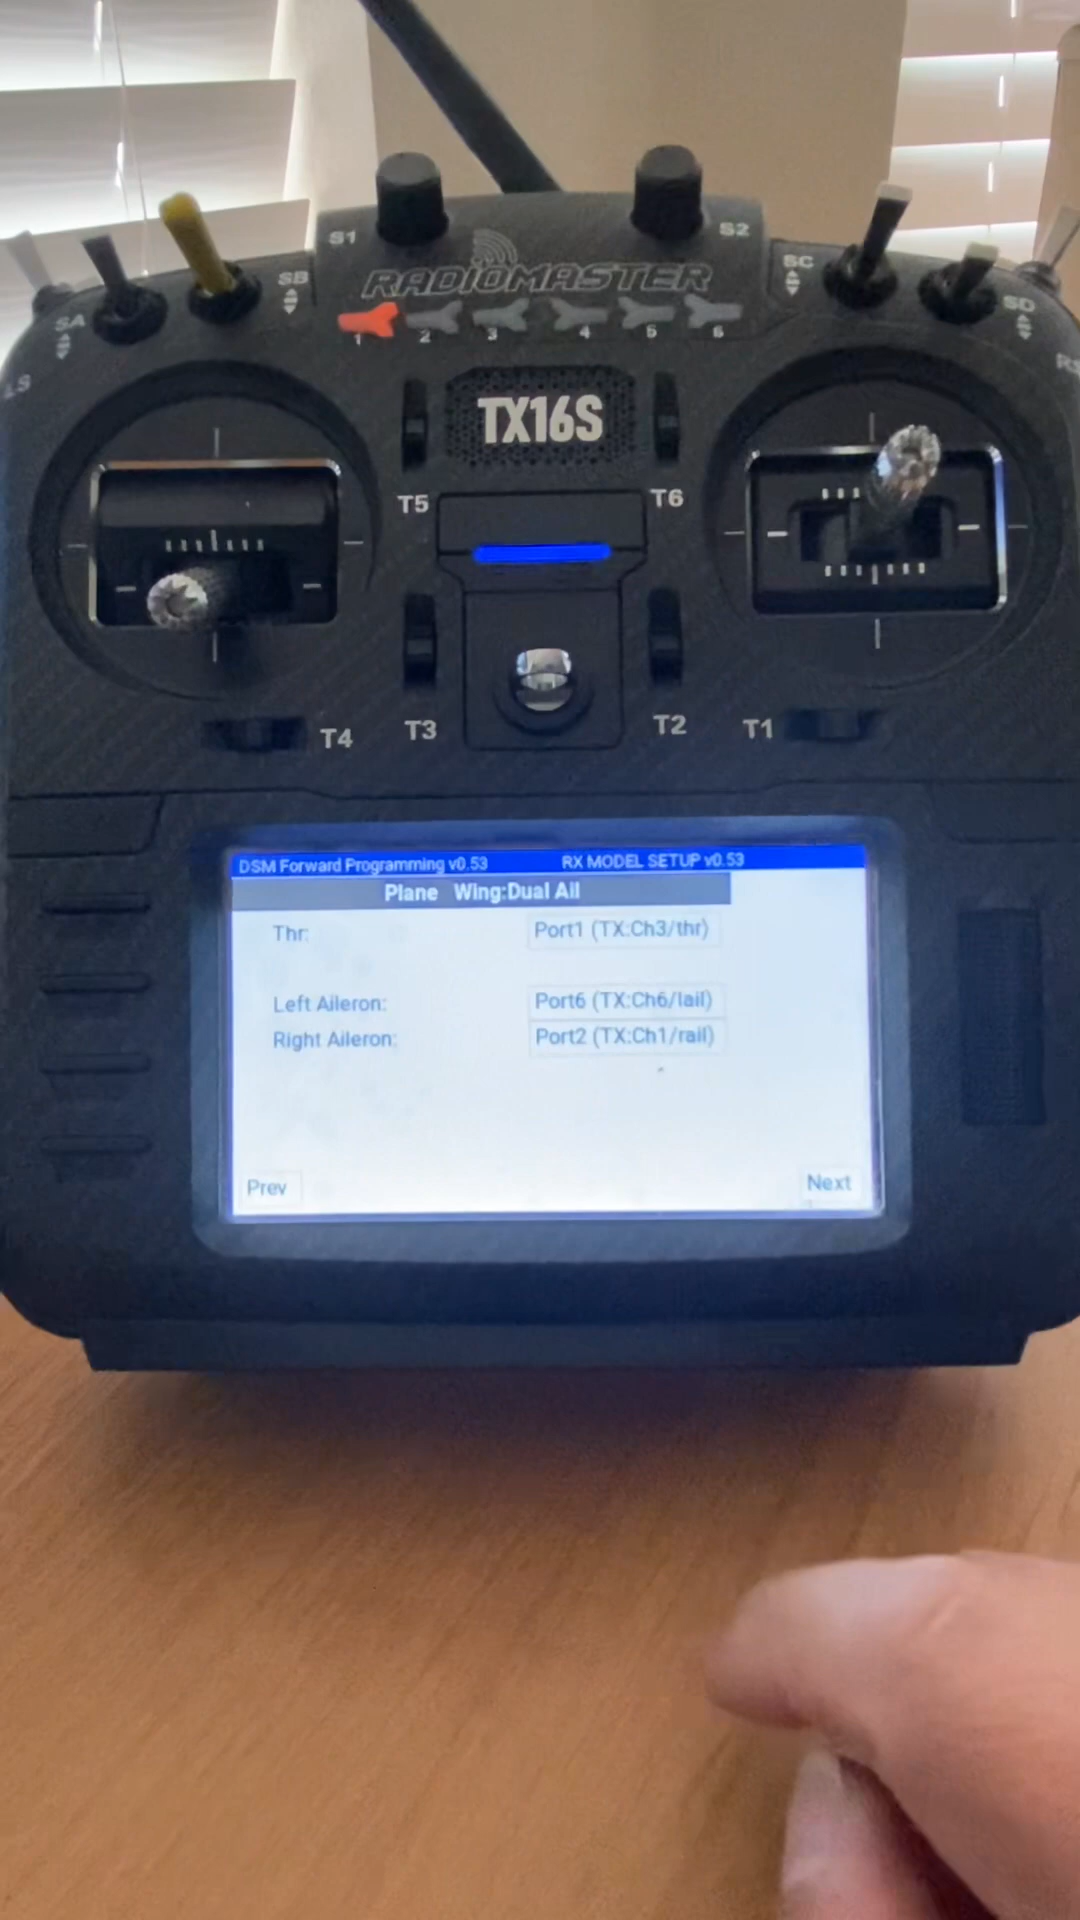 S1
S2
RADIOMASTER
SA
SB
SC
SD
LS
1 2 3 4 5 6
TX16S
T5
T6
T4
T3
T2
T1
DSM Forward Programming v0.53
RX MODEL SETUP v0.53
Plane Wing:Dual Ail
Thr:
Port1 (TX:Ch3/thr)
Left Aileron:
Port6 (TX:Ch6/lail)
Right Aileron:
Port2 (TX:Ch1/rail)
Prev
Next